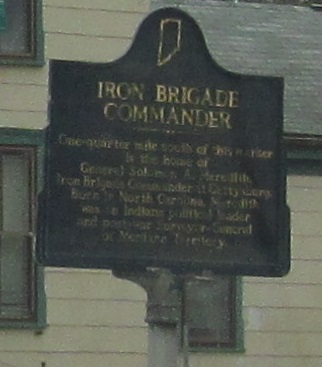 IRON BRIGADE
COMMANDER
One-quarter mile south of this marker
is the home of
General Solomon A. Meredith,
Iron Brigade Commander at Gettysburg.
Born in North Carolina, Meredith
was an Indiana political leader
and post-war Surveyor-General
of Montana Territory.